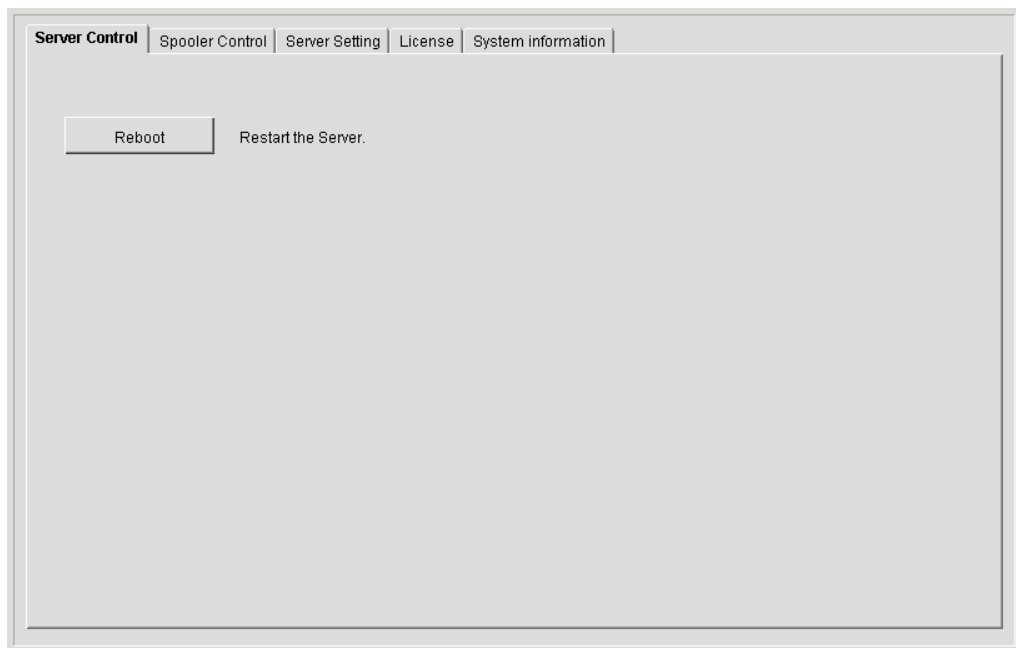 Server Control Spooler Control Server Setting License System information
Reboot Restart the Server.